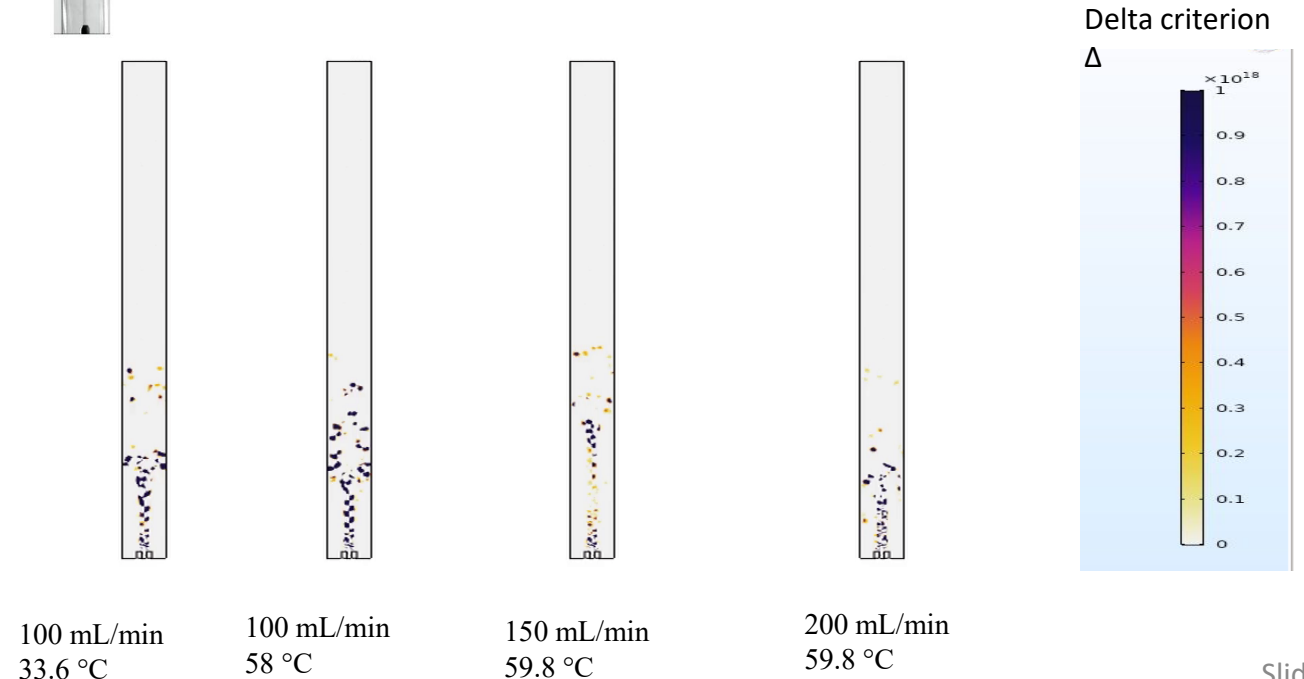 Delta criterion
Δ
×10¹⁸
1
0.9
0.8
0.7
0.6
0.5
0.4
0.3
0.2
0.1
0
100 mL/min
33.6 °C
100 mL/min
58 °C
150 mL/min
59.8 °C
200 mL/min
59.8 °C
Slid